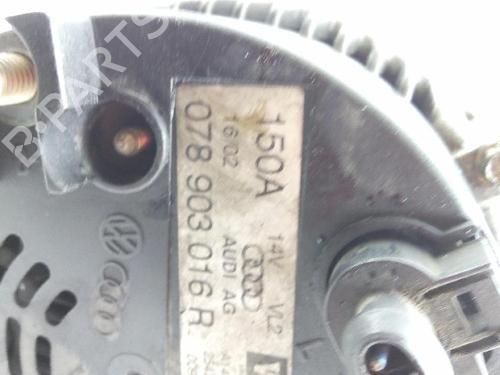 B-PARTS
150A 14V VL2
16/02 AUDI AG
078 903 016 R
L